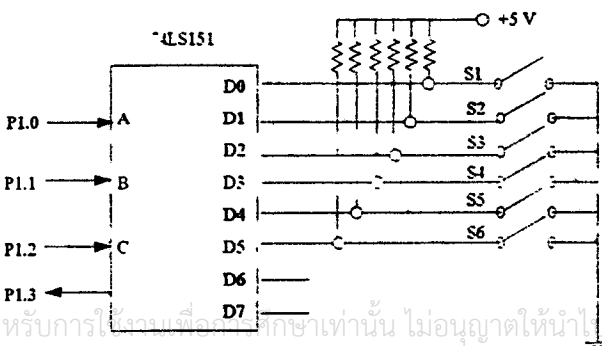 +5 V
74LS151
P1.0
P1.1
P1.2
P1.3
A
B
C
D0
D1
D2
D3
D4
D5
D6
D7
S1
S2
S3
S4
S5
S6
หรับการใช้งานเพื่อการศึกษาเท่านั้น ไม่อนุญาตให้นำไป